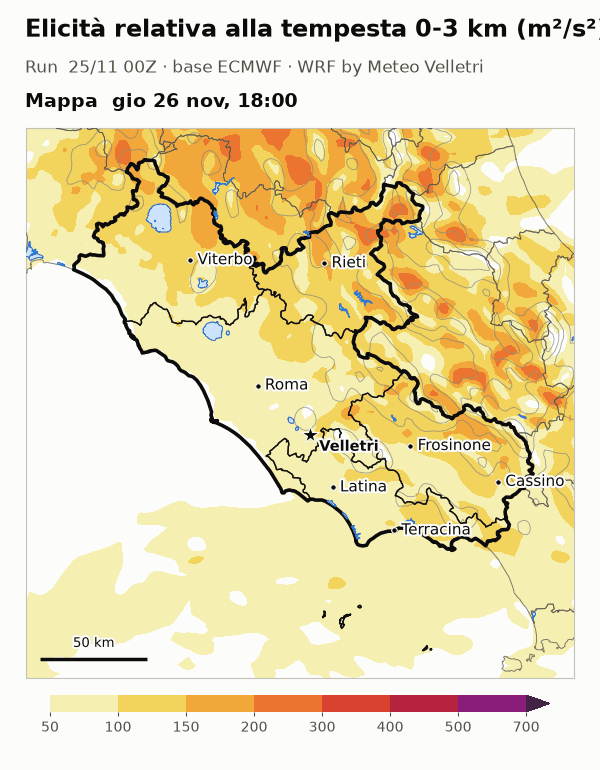 Elicità relativa alla tempesta 0-3 km (m²/s²)
Run 25/11 00Z · base ECMWF · WRF by Meteo Velletri
Mappa gio 26 nov, 18:00
Viterbo
Rieti
Roma
Velletri
Frosinone
Cassino
Latina
Terracina
50 km
50 100 150 200 300 400 500 700